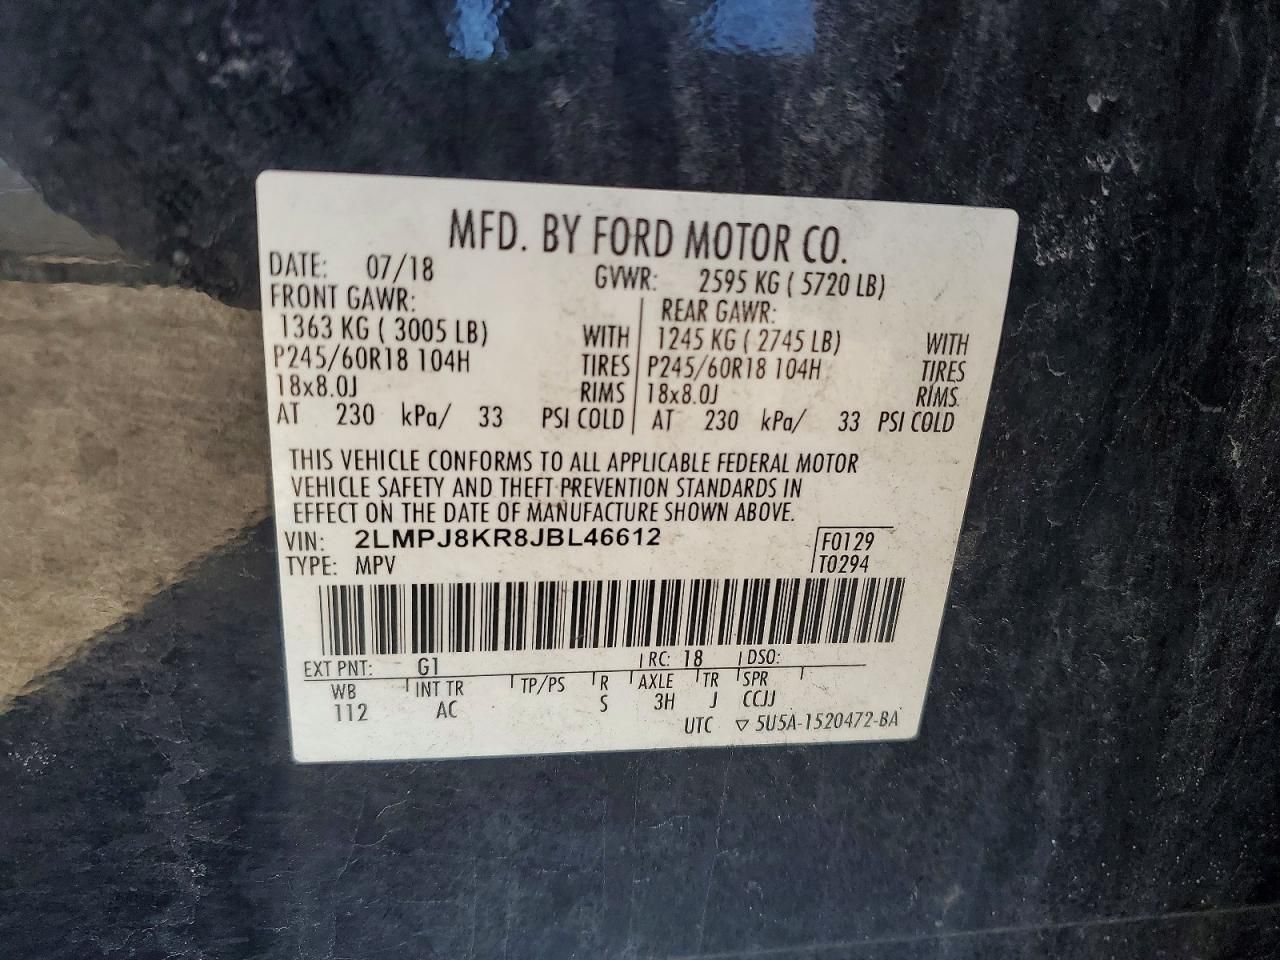 MFD. BY FORD MOTOR CO.
DATE: 07/18 GVWR: 2595 KG ( 5720 LB)
FRONT GAWR: REAR GAWR:
1363 KG ( 3005 LB) WITH 1245 KG ( 2745 LB) WITH
P245/60R18 104H TIRES P245/60R18 104H TIRES
18x8.0J RIMS 18x8.0J RIMS
AT 230 kPa/ 33 PSI COLD AT 230 kPa/ 33 PSI COLD
THIS VEHICLE CONFORMS TO ALL APPLICABLE FEDERAL MOTOR
VEHICLE SAFETY AND THEFT PREVENTION STANDARDS IN
EFFECT ON THE DATE OF MANUFACTURE SHOWN ABOVE.
VIN: 2LMPJ8KR8JBL46612 F0129
TYPE: MPV T0294
EXT PNT: G1 RC: 18 DSO:
WB INT TR TP/PS R AXLE TR SPR
112 AC S 3H J CCJJ
UTC ▽ 5U5A-1520472-BA